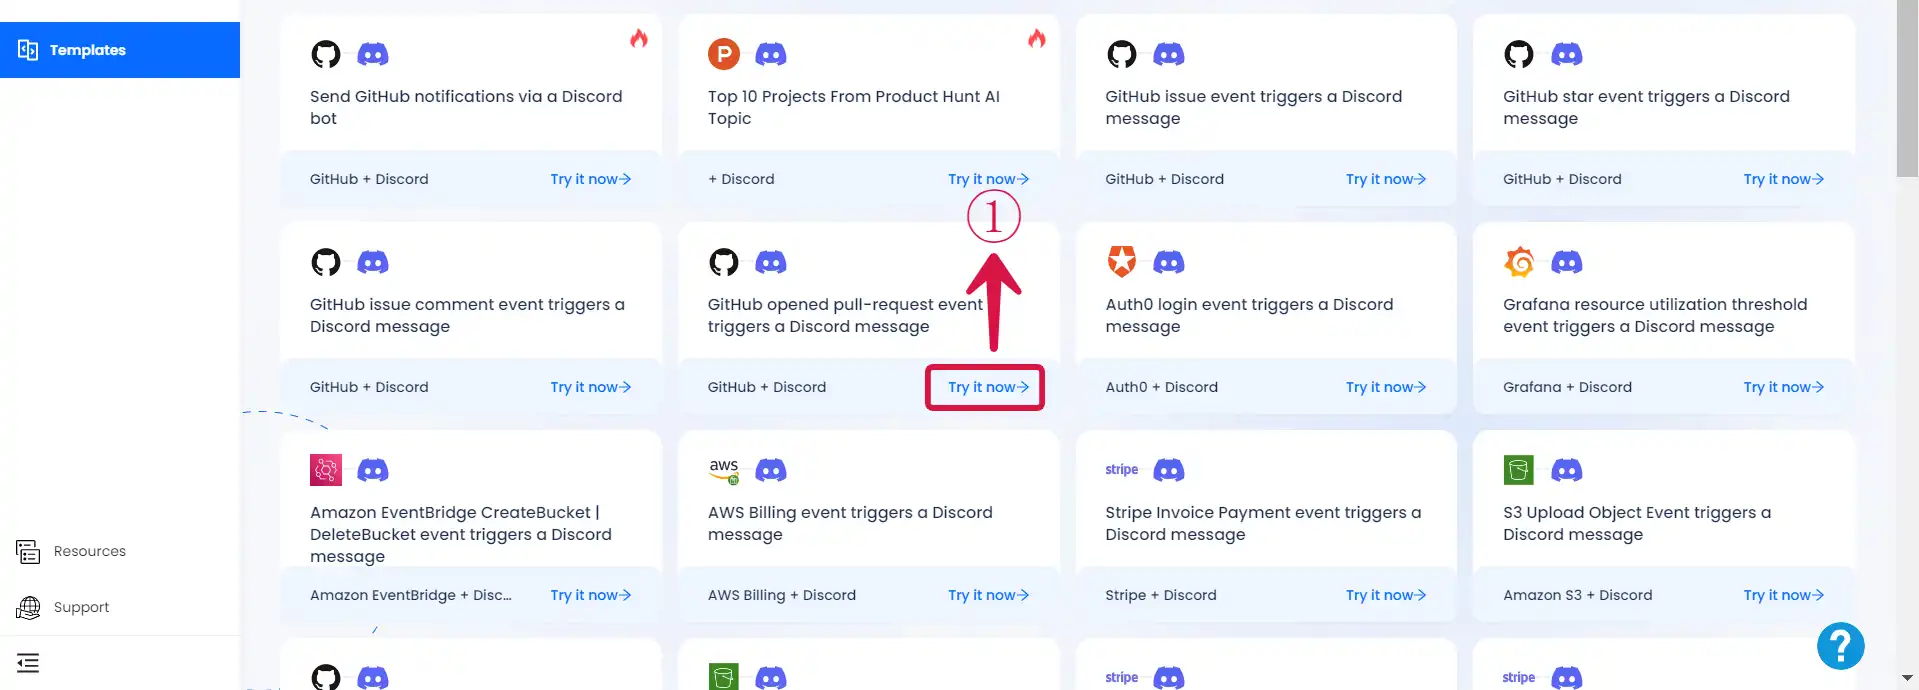 Templates
Send GitHub notifications via a Discord
bot
GitHub + Discord
Try it now→
P
Top 10 Projects From Product Hunt AI
Topic
+ Discord
Try it now→
GitHub issue event triggers a Discord
message
GitHub + Discord
Try it now→
GitHub star event triggers a Discord
message
GitHub + Discord
Try it now→
①
GitHub issue comment event triggers a
Discord message
GitHub + Discord
Try it now→
GitHub opened pull-request event
triggers a Discord message
GitHub + Discord
Try it now→
Auth0 login event triggers a Discord
message
Auth0 + Discord
Try it now→
Grafana resource utilization threshold
event triggers a Discord message
Grafana + Discord
Try it now→
Amazon EventBridge CreateBucket |
DeleteBucket event triggers a Discord
message
Amazon EventBridge + Disc...
Try it now→
aws
AWS Billing event triggers a Discord
message
AWS Billing + Discord
Try it now→
stripe
Stripe Invoice Payment event triggers a
Discord message
Stripe + Discord
Try it now→
S3 Upload Object Event triggers a
Discord message
Amazon S3 + Discord
Try it now→
Resources
Support
stripe
stripe
?